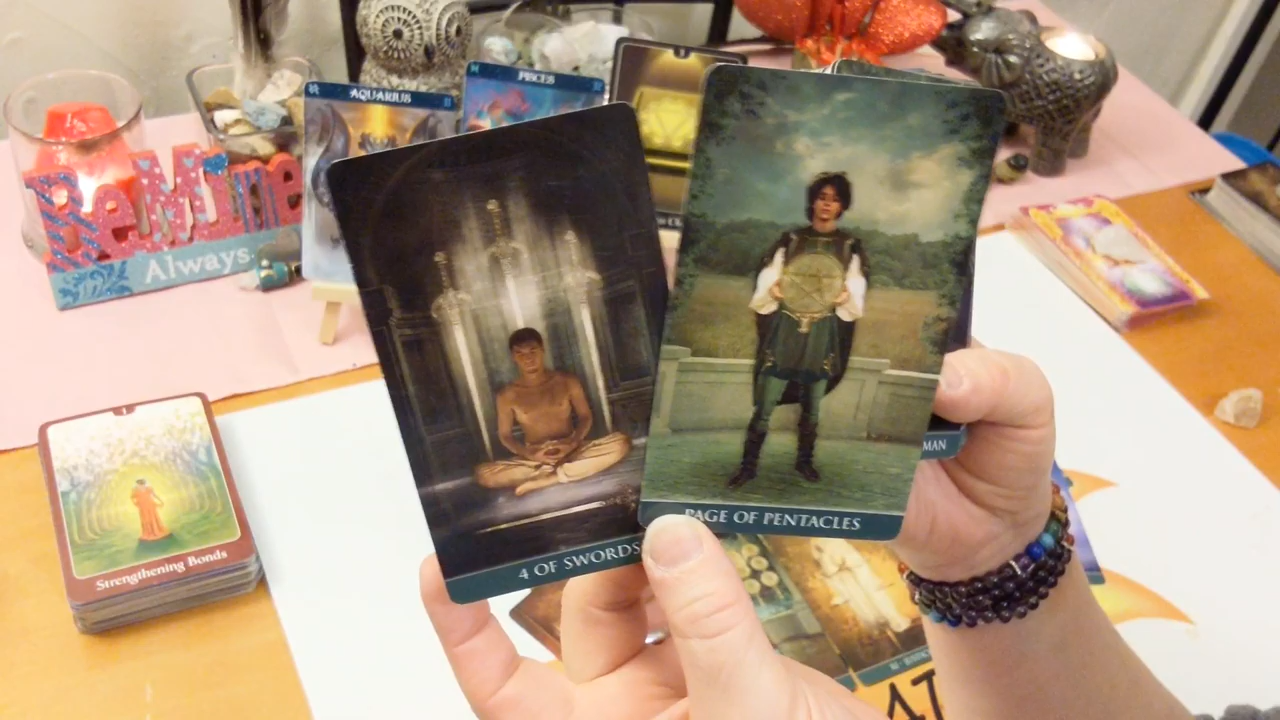 AQUARIUS
PISCES
Be Mine
Always
Strengthening Bonds
4 OF SWORDS
PAGE OF PENTACLES
MAN